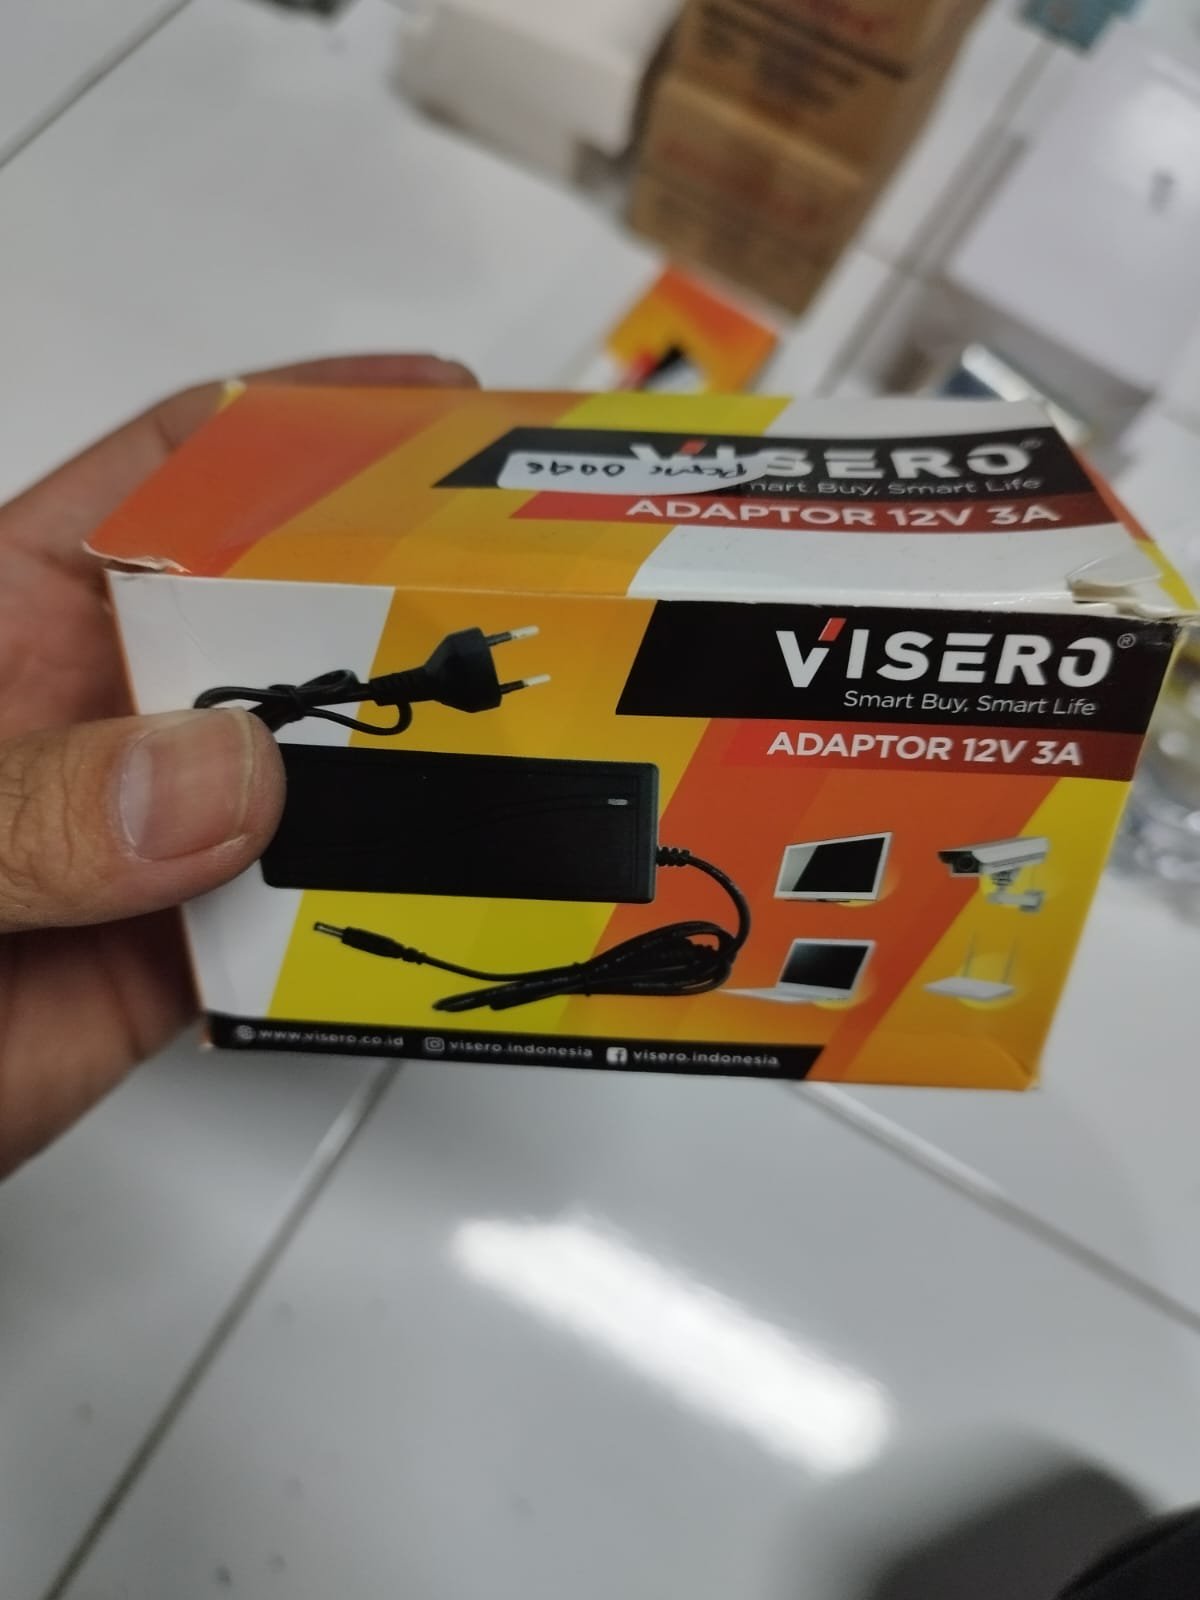 VISERO®
mart Buy, Smart Life
ADAPTOR 12V 3A
VISERO®
Smart Buy, Smart Life
ADAPTOR 12V 3A
www.visero.co.id visero.indonesia visero.indonesia